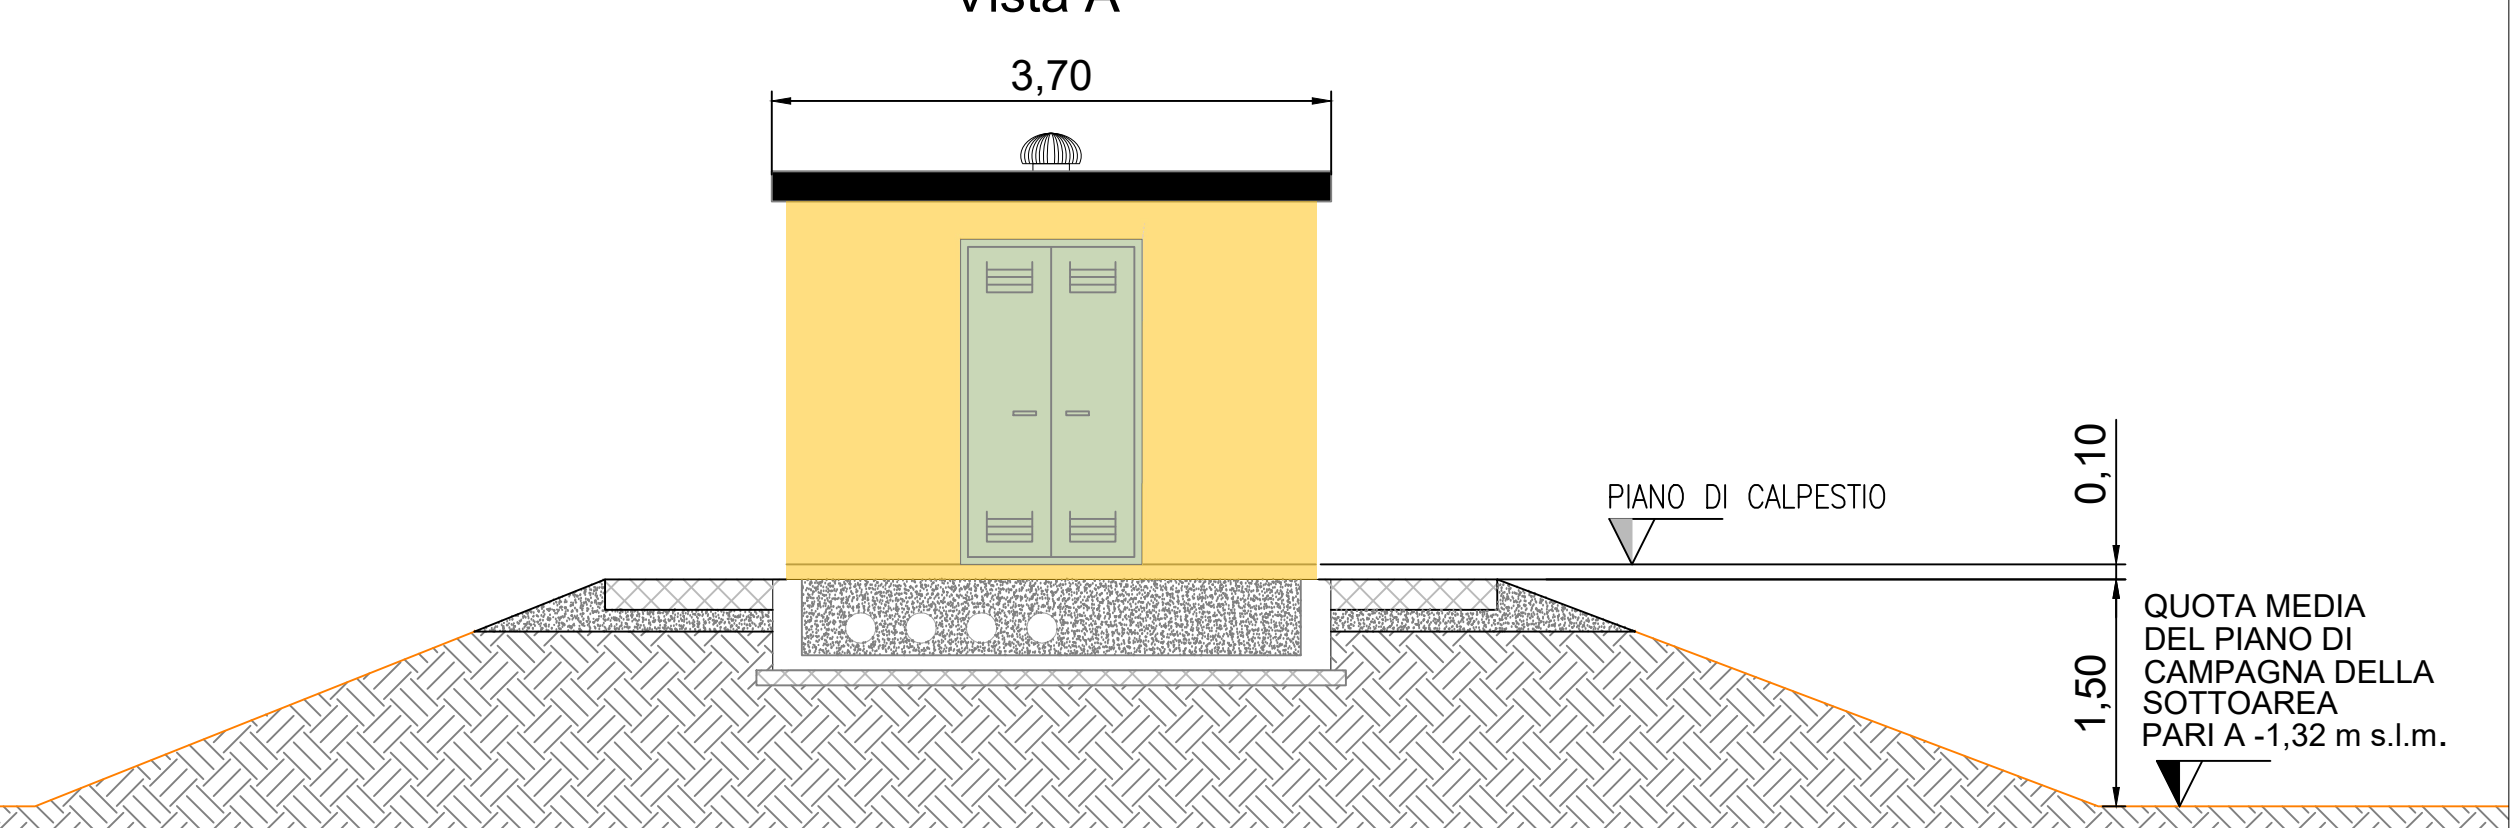 Vista A
3,70
0,10
PIANO DI CALPESTIO
1,50
QUOTA MEDIA
DEL PIANO DI
CAMPAGNA DELLA
SOTTOAREA
PARI A -1,32 m s.l.m.